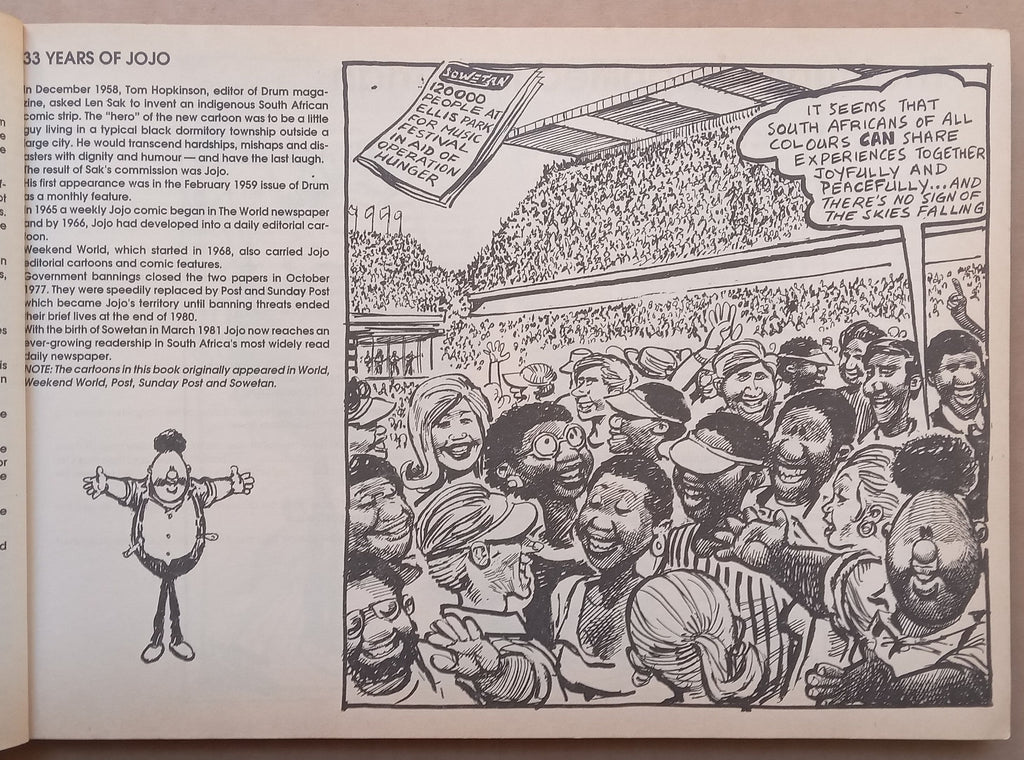 33 YEARS OF JOJO
In December 1958, Tom Hopkinson, editor of Drum maga-
zine, asked Len Sak to invent an indigenous South African
comic strip. The "hero" of the new cartoon was to be a little
guy living in a typical black dormitory township outside a
large city. He would transcend hardships, mishaps and dis-
asters with dignity and humour — and have the last laugh.
The result of Sak's commission was Jojo.
His first appearance was in the February 1959 issue of Drum
as a monthly feature.
In 1965 a weekly Jojo comic began in The World newspaper
and by 1966, Jojo had developed into a daily editorial car-
toon.
Weekend World, which started in 1968, also carried Jojo
editorial cartoons and comic features.
Government bannings closed the two papers in October
1977. They were speedily replaced by Post and Sunday Post
which became Jojo's territory until banning threats ended
their brief lives at the end of 1980.
With the birth of Sowetan in March 1981 Jojo now reaches an
ever-growing readership in South Africa's most widely read
daily newspaper.
NOTE: The cartoons in this book originally appeared in World,
Weekend World, Post, Sunday Post and Sowetan.
SOWETAN
120000
PEOPLE AT
ELLIS PARK
FOR MUSIC
FESTIVAL
IN AID OF
OPERATION
HUNGER
IT SEEMS THAT
SOUTH AFRICANS OF ALL
COLOURS CAN SHARE
EXPERIENCES TOGETHER
JOYFULLY AND
PEACEFULLY...AND
THERE'S NO SIGN OF
THE SKIES FALLING